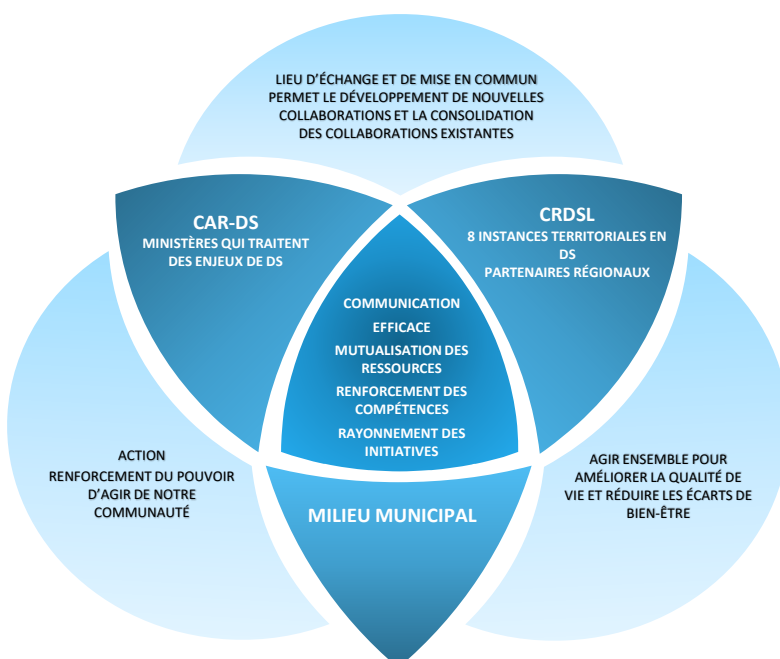 LIEU D'ÉCHANGE ET DE MISE EN COMMUN
PERMET LE DÉVELOPPEMENT DE NOUVELLES
COLLABORATIONS ET LA CONSOLIDATION
DES COLLABORATIONS EXISTANTES
CAR-DS
MINISTÈRES QUI TRAITENT
DES ENJEUX DE DS
CRDSL
8 INSTANCES TERRITORIALES EN
DS
PARTENAIRES RÉGIONAUX
COMMUNICATION
EFFICACE
MUTUALISATION DES
RESSOURCES
RENFORCEMENT DES
COMPÉTENCES
RAYONNEMENT DES
INITIATIVES
ACTION
RENFORCEMENT DU POUVOIR
D'AGIR DE NOTRE
COMMUNAUTÉ
AGIR ENSEMBLE POUR
AMÉLIORER LA QUALITÉ DE
VIE ET RÉDUIRE LES ÉCARTS DE
BIEN-ÊTRE
MILIEU MUNICIPAL